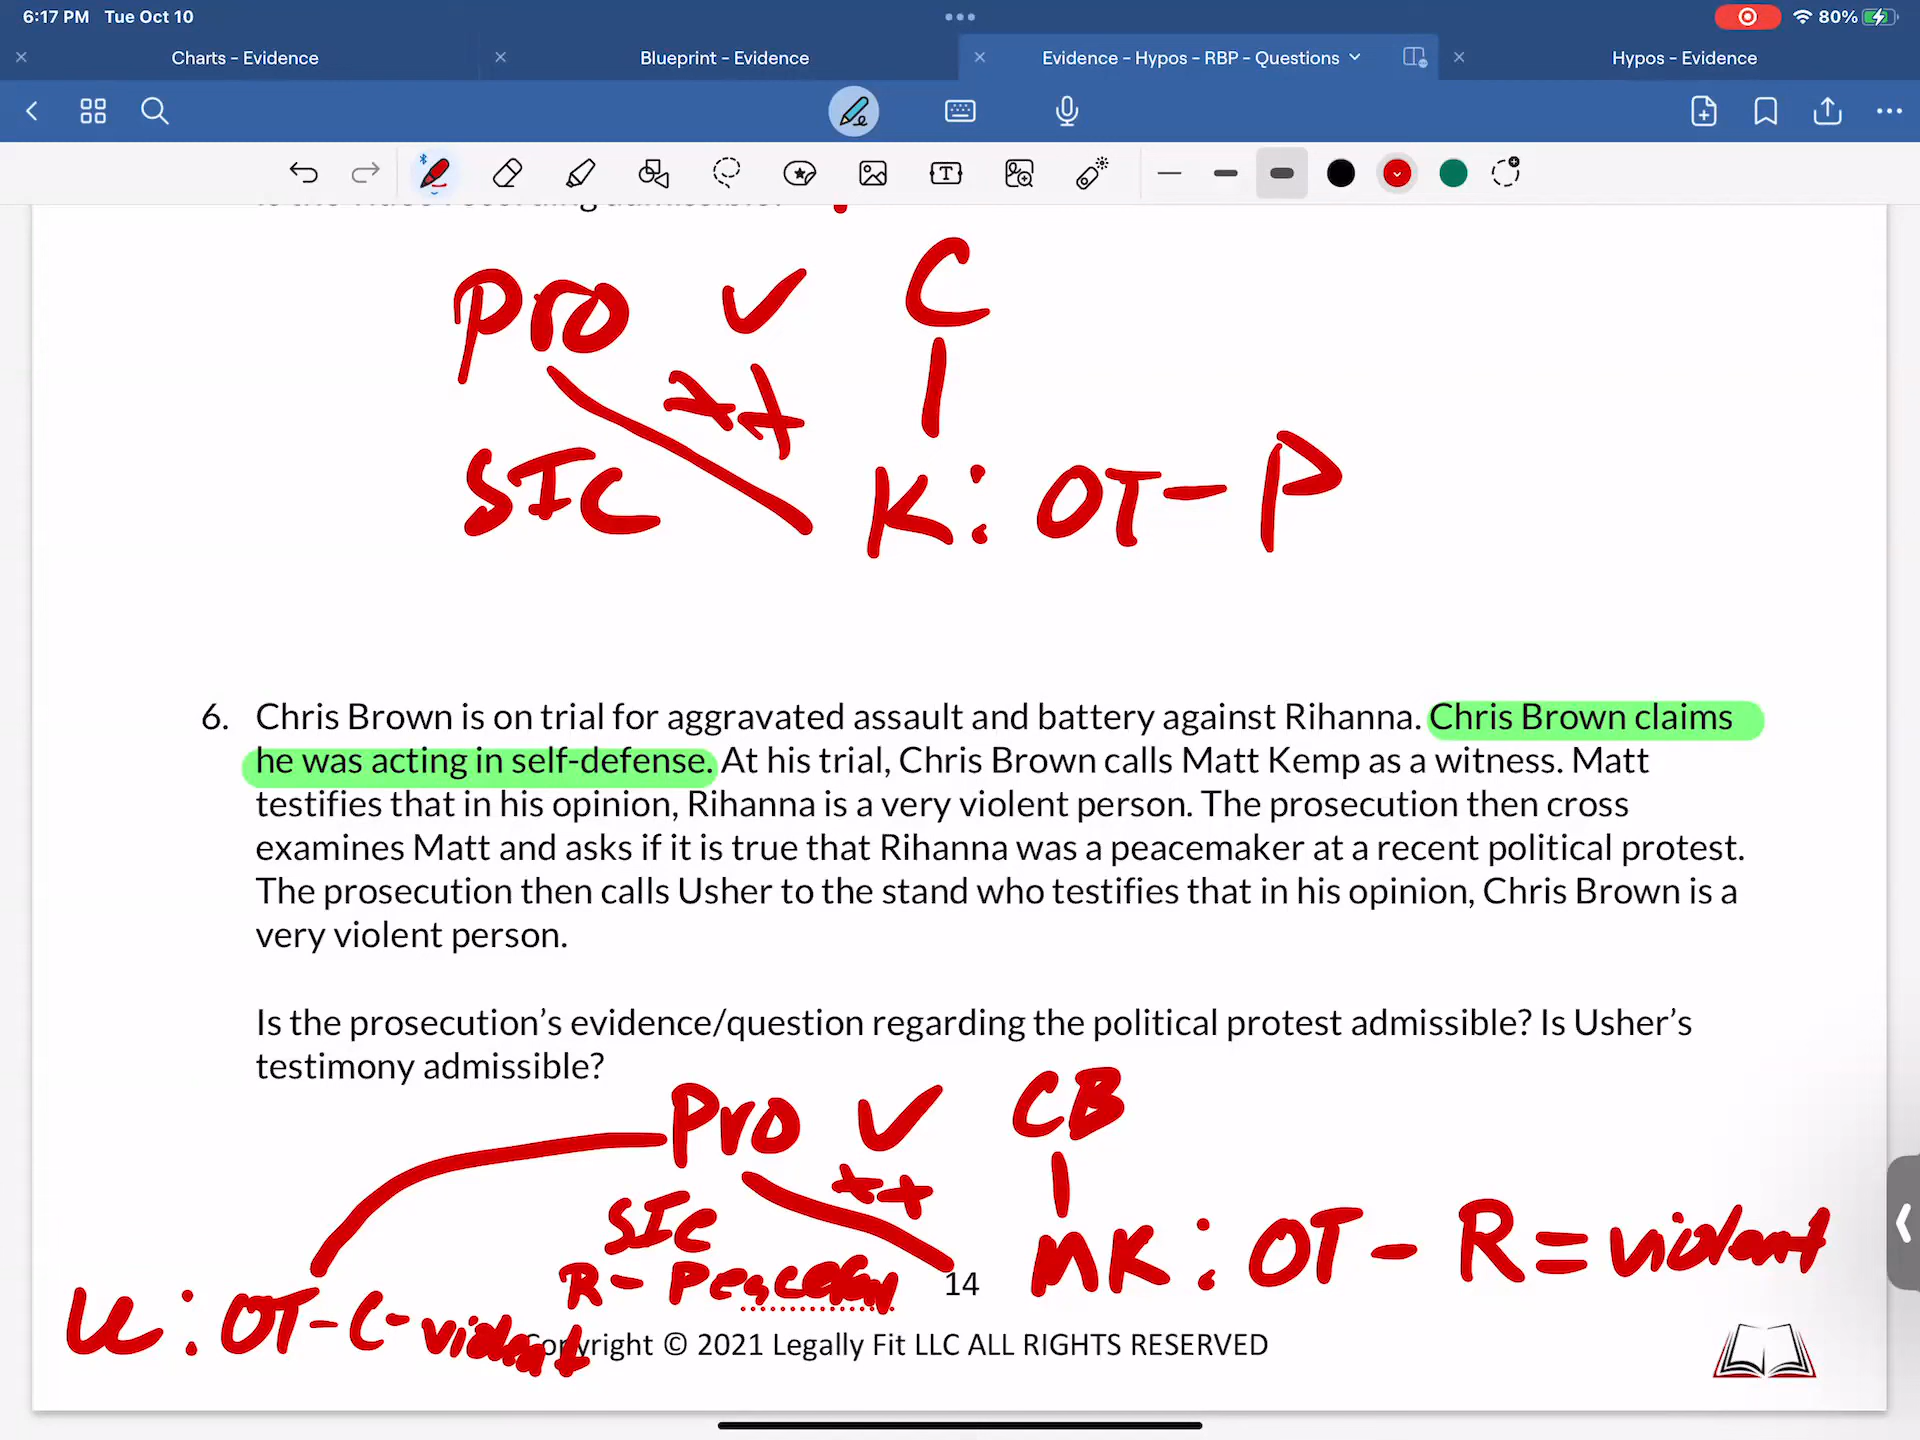 6:17 PM Tue Oct 10
80%
Charts - Evidence
Blueprint - Evidence
Evidence - Hypos - RBP - Questions
Hypos - Evidence
Pro v C
xx
SIC K: OT- P
6. Chris Brown is on trial for aggravated assault and battery against Rihanna. Chris Brown claims
he was acting in self-defense. At his trial, Chris Brown calls Matt Kemp as a witness. Matt
testifies that in his opinion, Rihanna is a very violent person. The prosecution then cross
examines Matt and asks if it is true that Rihanna was a peacemaker at a recent political protest.
The prosecution then calls Usher to the stand who testifies that in his opinion, Chris Brown is a
very violent person.
Is the prosecution's evidence/question regarding the political protest admissible? Is Usher's
testimony admissible?
Pro v CB
xx
SIC
MK: OT- R = violent
R- Peaceful
14
U: OT- C- violent
Copyright © 2021 Legally Fit LLC ALL RIGHTS RESERVED